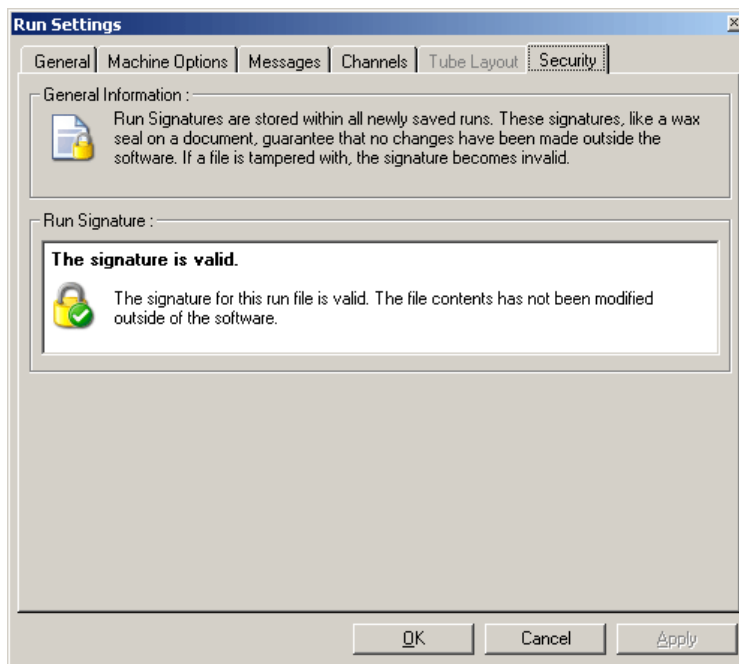 Run Settings
General Machine Options Messages Channels Tube Layout Security
General Information :
Run Signatures are stored within all newly saved runs. These signatures, like a wax
seal on a document, guarantee that no changes have been made outside the
software. If a file is tampered with, the signature becomes invalid.
Run Signature :
The signature is valid.
The signature for this run file is valid. The file contents has not been modified
outside of the software.
OK Cancel Apply